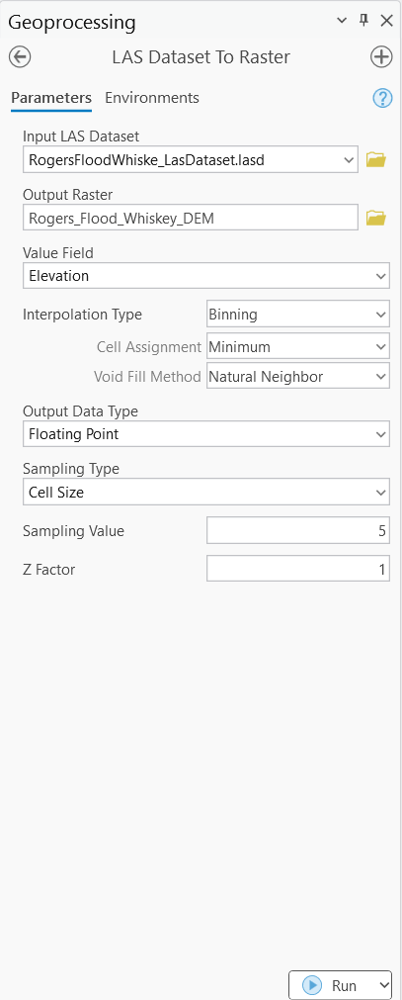 Geoprocessing
LAS Dataset To Raster
Parameters Environments
?
Input LAS Dataset
RogersFloodWhiske_LasDataset.lasd
Output Raster
Rogers_Flood_Whiskey_DEM
Value Field
Elevation
Interpolation Type Binning
Cell Assignment Minimum
Void Fill Method Natural Neighbor
Output Data Type
Floating Point
Sampling Type
Cell Size
Sampling Value 5
Z Factor 1
Run